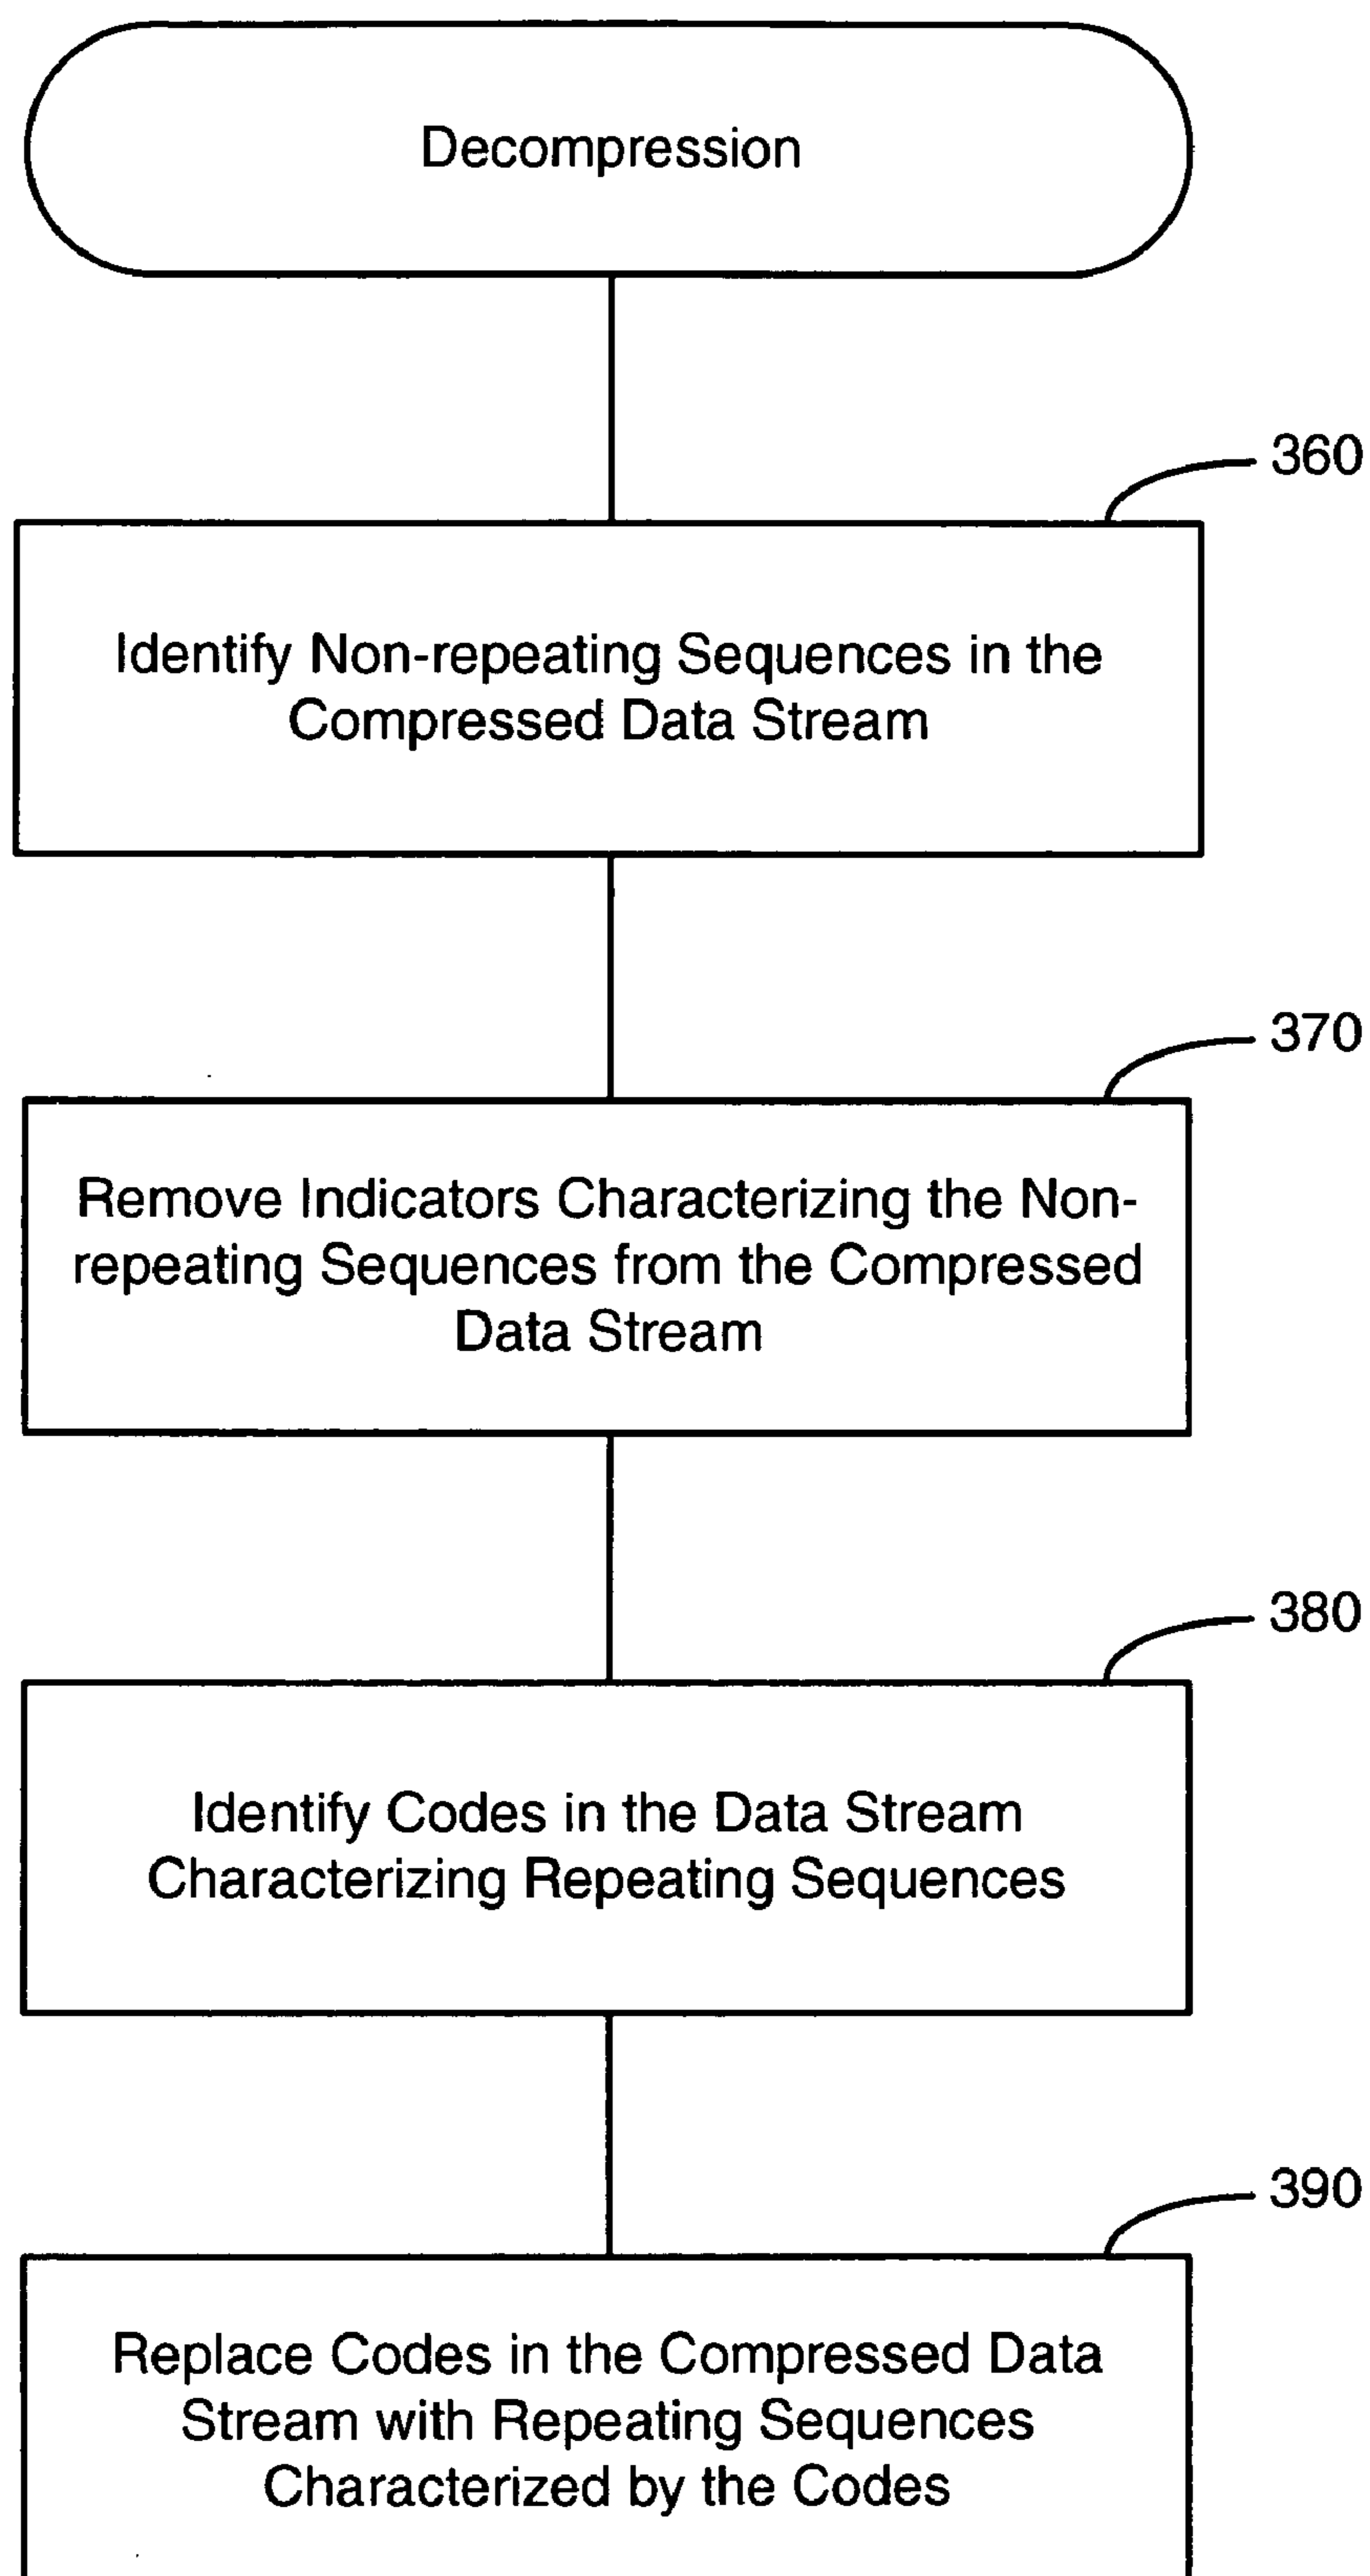 Decompression
360
Identify Non-repeating Sequences in the
Compressed Data Stream
370
Remove Indicators Characterizing the Non-
repeating Sequences from the Compressed
Data Stream
380
Identify Codes in the Data Stream
Characterizing Repeating Sequences
390
Replace Codes in the Compressed Data
Stream with Repeating Sequences
Characterized by the Codes